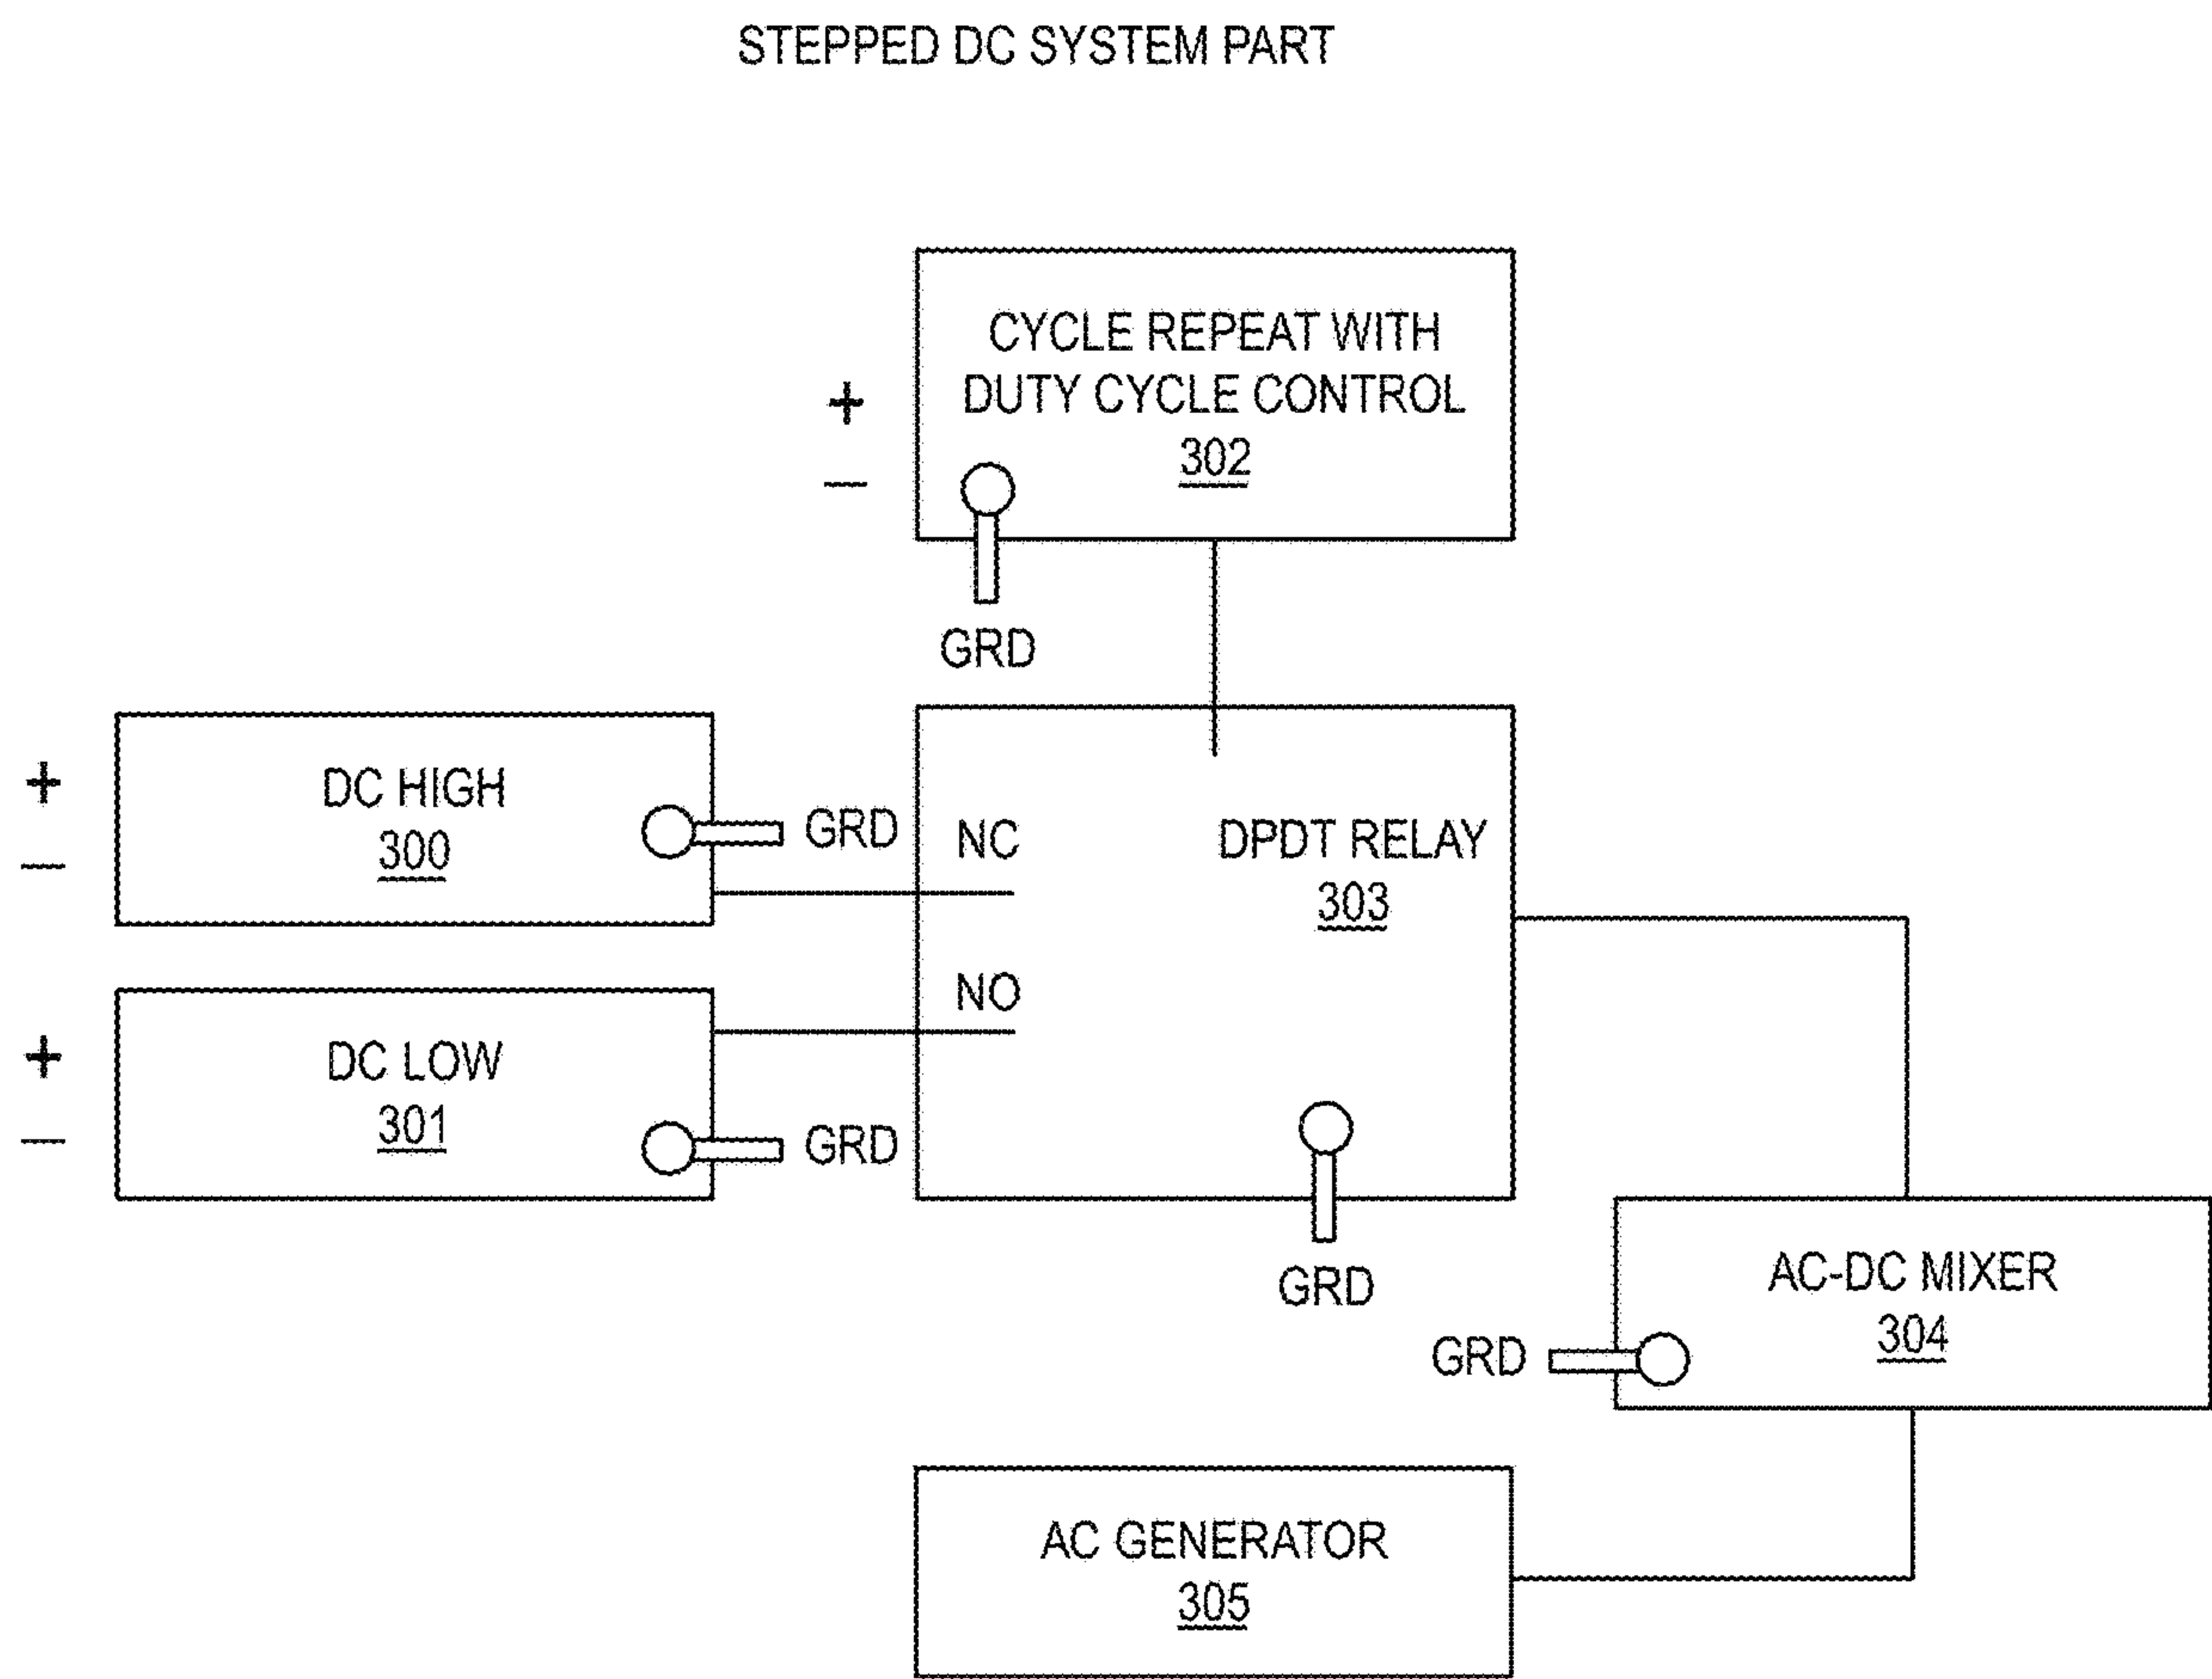 STEPPED DC SYSTEM PART
CYCLE REPEAT WITH
DUTY CYCLE CONTROL
302
+
−
GRD
DC HIGH
300
+
−
GRD
NC
DPDT RELAY
303
NO
DC LOW
301
+
−
GRD
GRD
AC-DC MIXER
304
GRD
AC GENERATOR
305